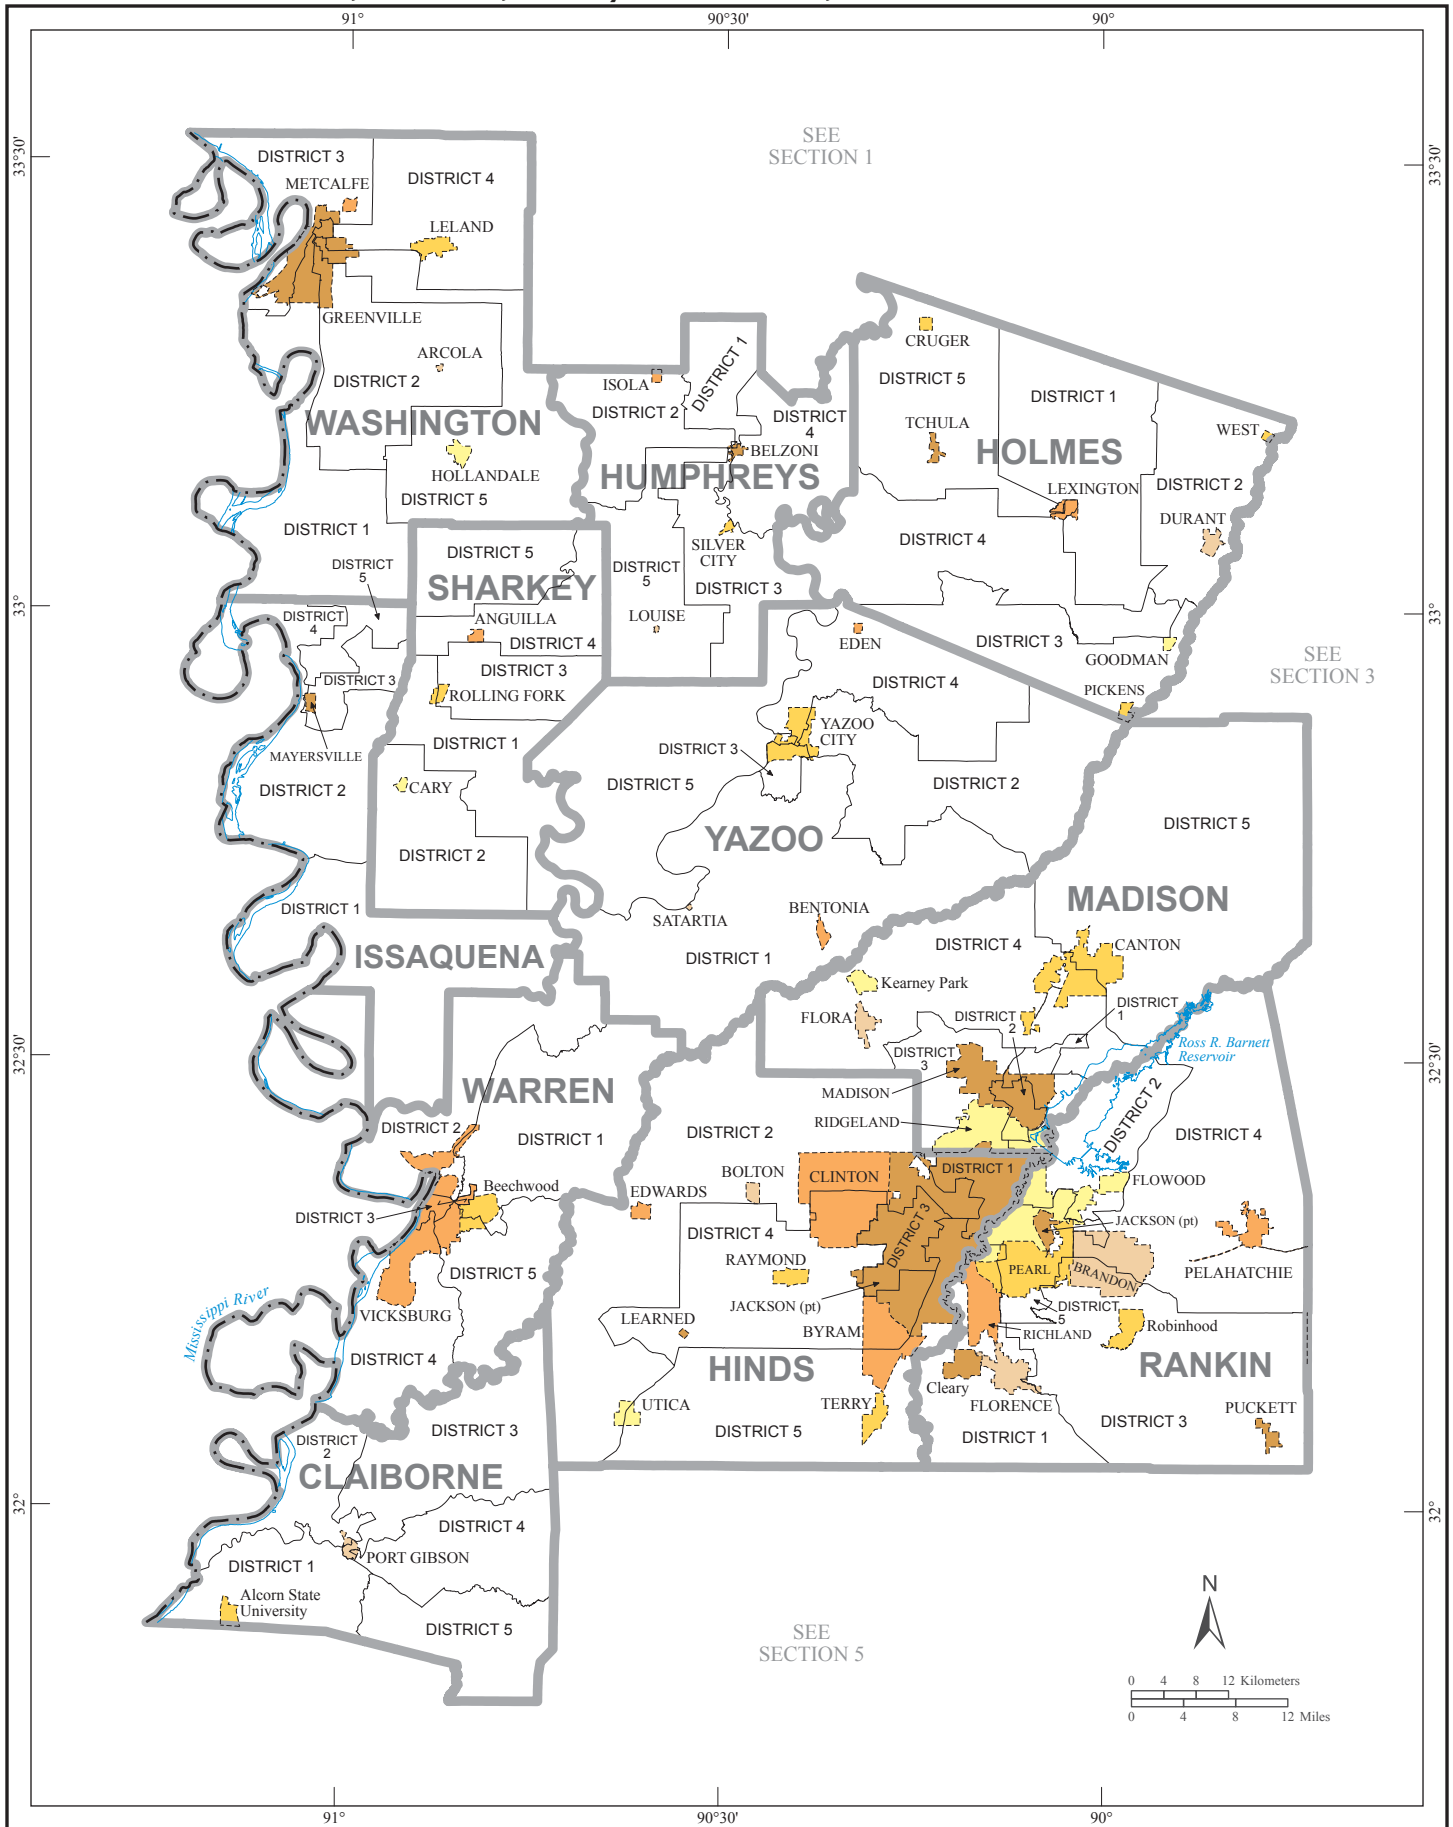 91°
90°30'
90°
33°30'
33°30'
SEE
SECTION 1
DISTRICT 3
DISTRICT 4
METCALFE
LELAND
GREENVILLE
ARCOLA
DISTRICT 2
WASHINGTON
HOLLANDALE
DISTRICT 5
DISTRICT 1
DISTRICT
5
ISOLA
DISTRICT 1
DISTRICT 2
DISTRICT
4
BELZONI
HUMPHREYS
SILVER
CITY
DISTRICT
5
DISTRICT 3
LOUISE
CRUGER
DISTRICT 5
DISTRICT 1
TCHULA
WEST
HOLMES
LEXINGTON
DISTRICT 2
DURANT
DISTRICT 4
DISTRICT 3
GOODMAN
PICKENS
33°
33°
SEE
SECTION 3
DISTRICT 5
SHARKEY
ANGUILLA
DISTRICT 4
DISTRICT 3
ROLLING FORK
DISTRICT 1
CARY
DISTRICT 2
DISTRICT
4
DISTRICT 3
MAYERSVILLE
DISTRICT 2
DISTRICT 1
ISSAQUENA
EDEN
DISTRICT 4
YAZOO
CITY
DISTRICT 3
DISTRICT 5
DISTRICT 2
YAZOO
SATARTIA
BENTONIA
DISTRICT 1
DISTRICT 5
MADISON
DISTRICT 4
CANTON
Kearney Park
FLORA
DISTRICT
2
DISTRICT
1
DISTRICT
3
MADISON
RIDGELAND
Ross R. Barnett
Reservoir
32°30'
32°30'
WARREN
DISTRICT 2
DISTRICT 1
Beechwood
DISTRICT 3
DISTRICT 5
VICKSBURG
DISTRICT 4
Mississippi River
DISTRICT 2
BOLTON
EDWARDS
CLINTON
DISTRICT 1
DISTRICT 4
DISTRICT 3
RAYMOND
JACKSON (pt)
LEARNED
BYRAM
HINDS
UTICA
TERRY
DISTRICT 5
DISTRICT 2
DISTRICT 4
FLOWOOD
JACKSON (pt)
PEARL
BRANDON
PELAHATCHIE
DISTRICT
5
RICHLAND
Robinhood
RANKIN
Cleary
FLORENCE
DISTRICT 3
PUCKETT
DISTRICT 1
DISTRICT
2
DISTRICT 3
CLAIBORNE
DISTRICT 4
PORT GIBSON
DISTRICT 1
Alcorn State
University
DISTRICT 5
32°
32°
SEE
SECTION 5
N
0 4 8 12 Kilometers
0 4 8 12 Miles
91°
90°30'
90°